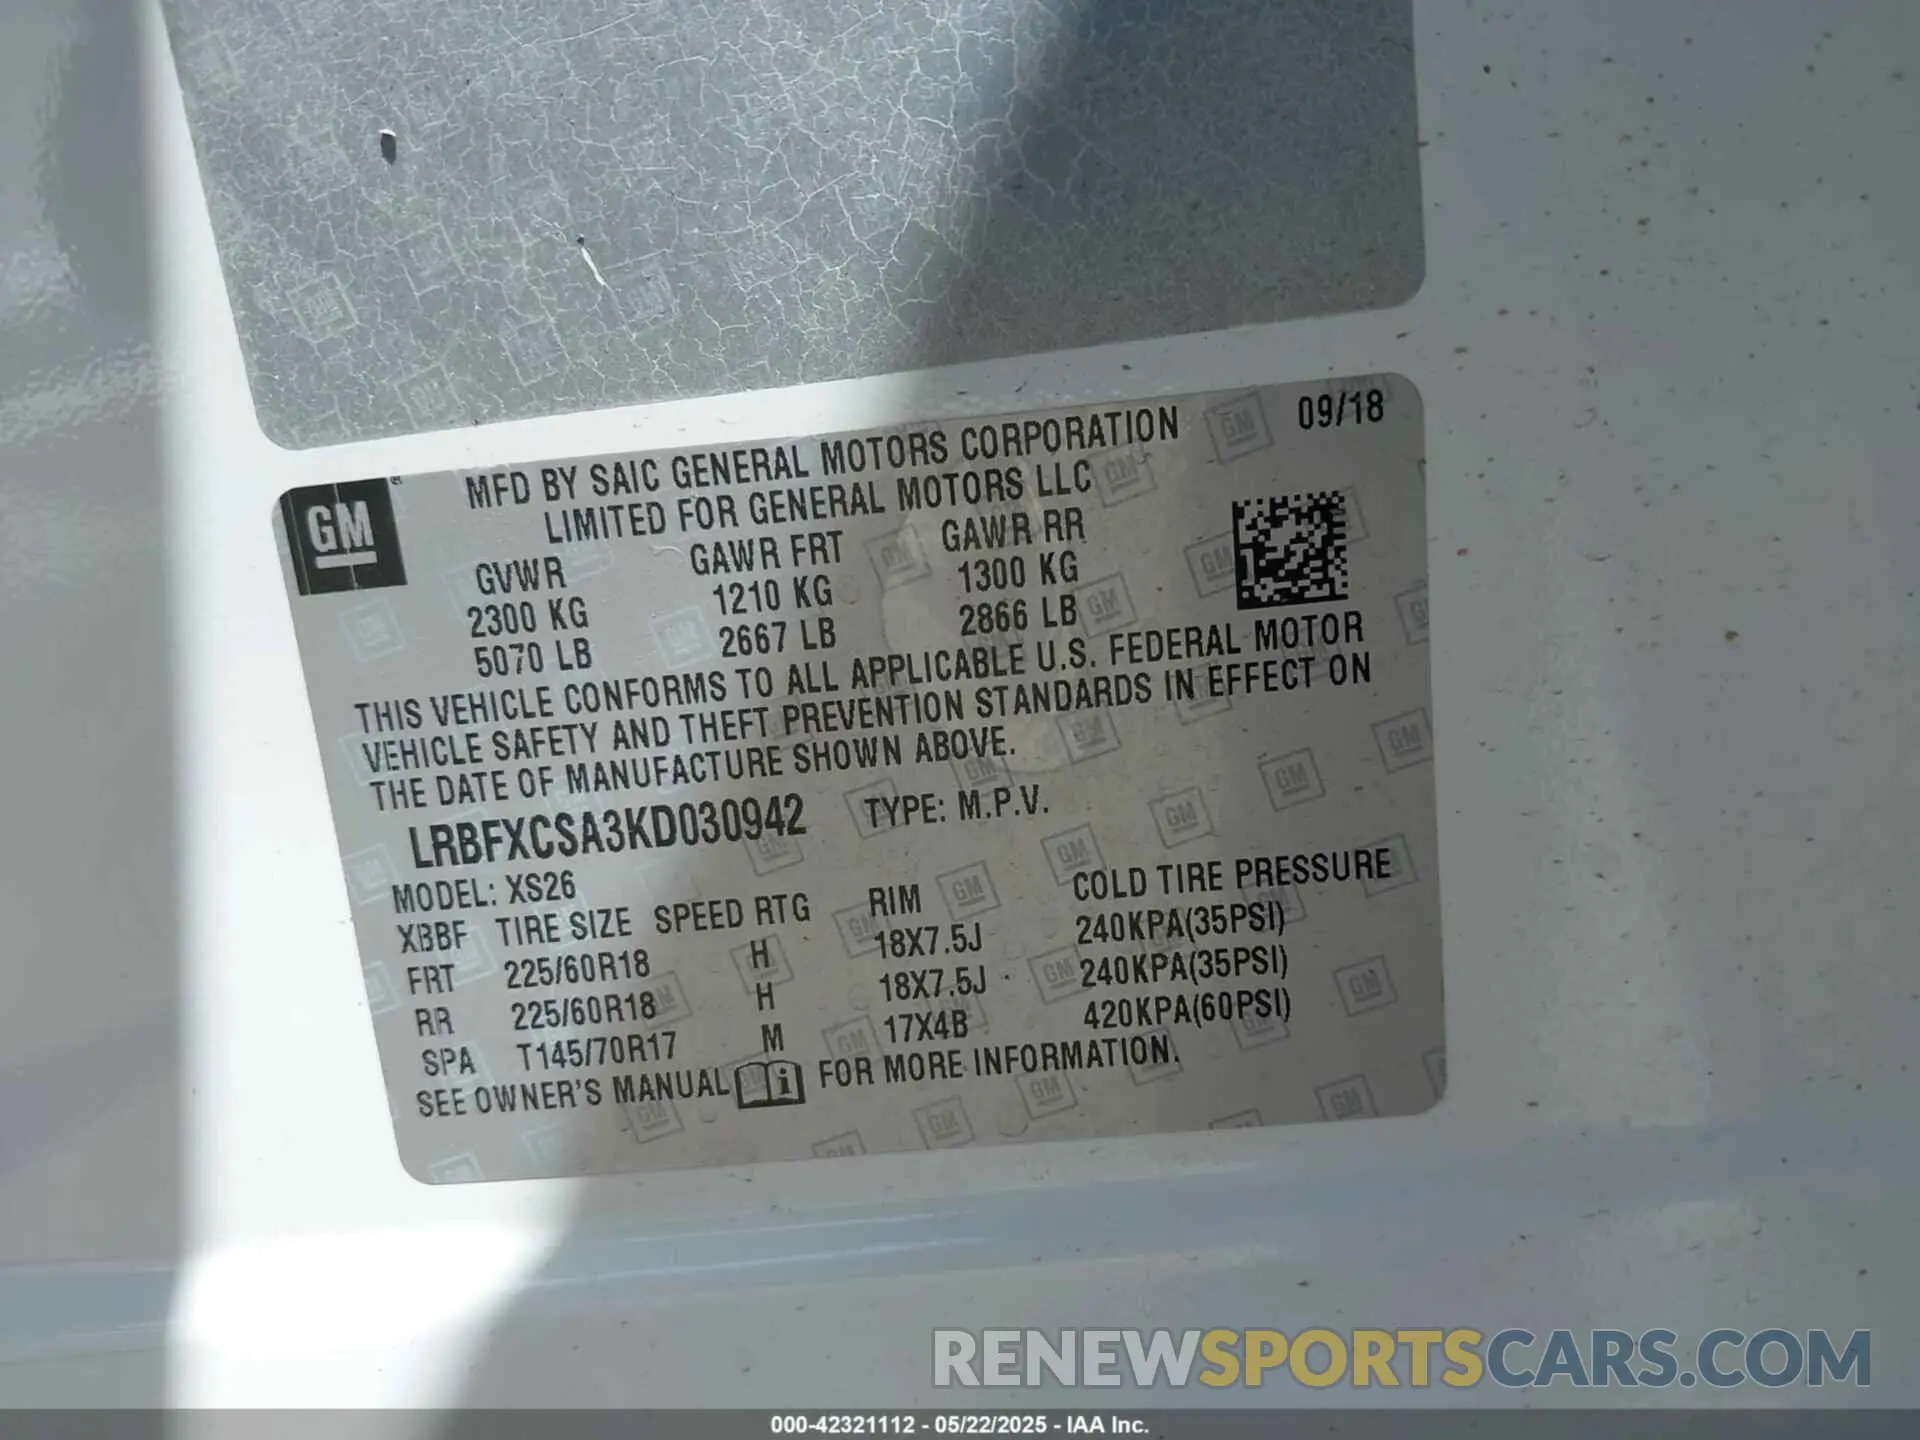 GM
09/18
MFD BY SAIC GENERAL MOTORS CORPORATION
LIMITED FOR GENERAL MOTORS LLC
GVWR GAWR FRT GAWR RR
2300 KG 1210 KG 1300 KG
5070 LB 2667 LB 2866 LB
THIS VEHICLE CONFORMS TO ALL APPLICABLE U.S. FEDERAL MOTOR
VEHICLE SAFETY AND THEFT PREVENTION STANDARDS IN EFFECT ON
THE DATE OF MANUFACTURE SHOWN ABOVE.
LRBFXCSA3KD030942 TYPE: M.P.V.
MODEL: XS26
XBBF TIRE SIZE SPEED RTG RIM COLD TIRE PRESSURE
FRT 225/60R18 H 18X7.5J 240KPA(35PSI)
RR 225/60R18 H 18X7.5J 240KPA(35PSI)
SPA T145/70R17 M 17X4B 420KPA(60PSI)
SEE OWNER'S MANUAL i FOR MORE INFORMATION.
RENEWSPORTSCARS.COM
000-42321112 - 05/22/2025 - IAA Inc.